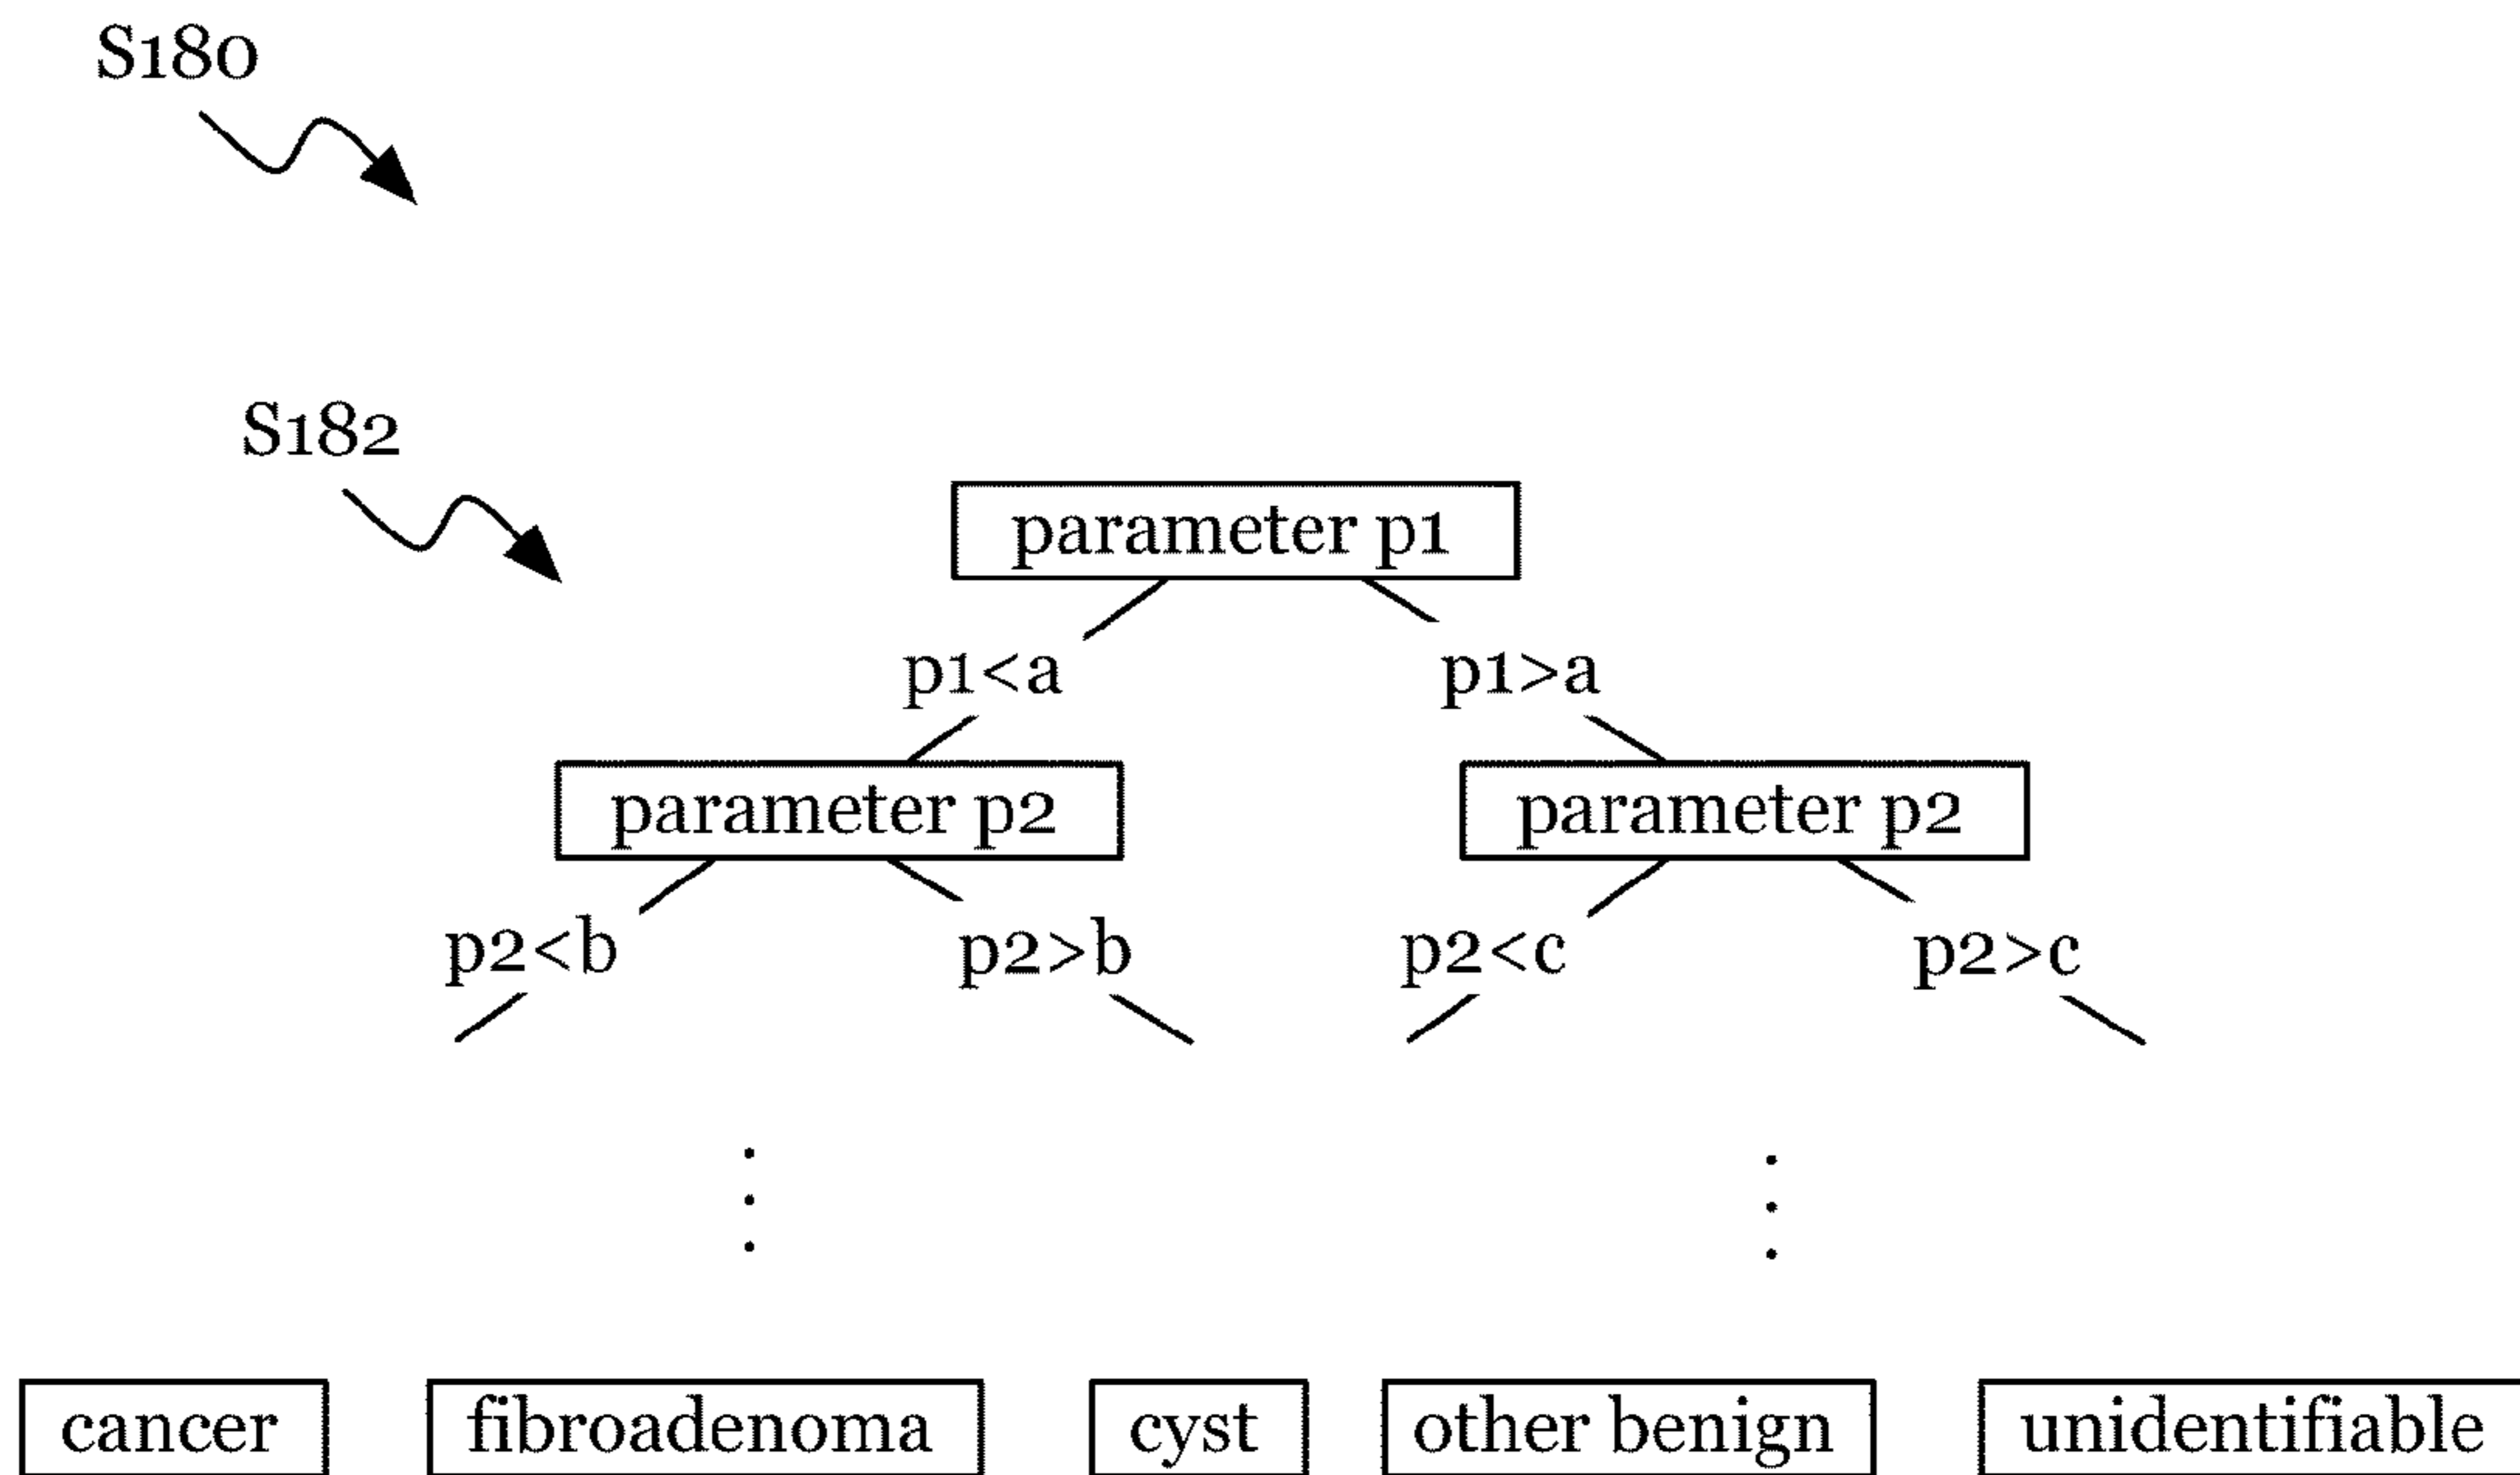 S180
S182
parameter p1
p1<a p1>a
parameter p2 parameter p2
p2<b p2>b p2<c p2>c
cancer fibroadenoma cyst other benign unidentifiable